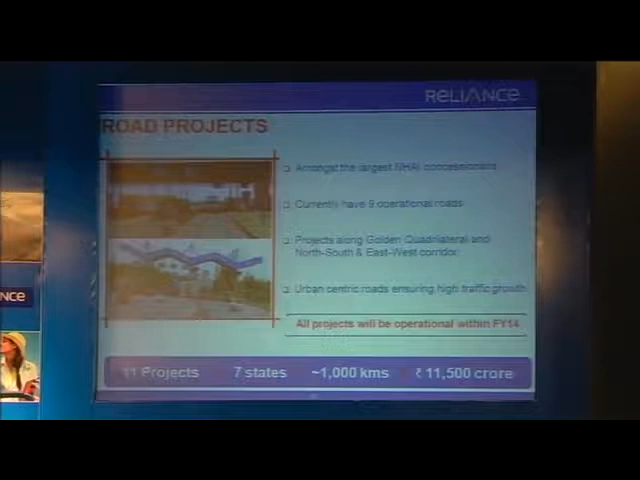 RELIANCE
ROAD PROJECTS
Amongst the largest NHAI concessionaires
Currently have 9 operational roads
Projects along Golden Quadrilateral and
North-South & East-West corridor
Urban centric roads ensuring high traffic growth
All projects will be operational within FY14
11 Projects 7 states ~1,000 kms ₹ 11,500 crore
NCE